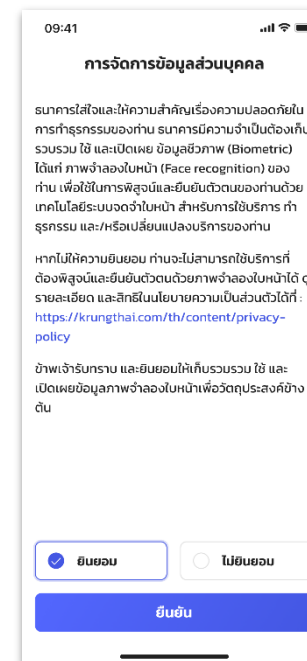 09:41
การจัดการข้อมูลส่วนบุคคล
ธนาคารใส่ใจและให้ความสำคัญเรื่องความปลอดภัยใน
การทำธุรกรรมของท่าน ธนาคารมีความจำเป็นต้องเก็บ
รวบรวม ใช้ และเปิดเผย ข้อมูลชีวภาพ (Biometric)
ได้แก่ ภาพจำลองใบหน้า (Face recognition) ของ
ท่าน เพื่อใช้ในการพิสูจน์และยืนยันตัวตนของท่านด้วย
เทคโนโลยีระบบจดจำใบหน้า สำหรับการใช้บริการ ทำ
ธุรกรรม และ/หรือเปลี่ยนแปลงบริการของท่าน
หากไม่ให้ความยินยอม ท่านจะไม่สามารถใช้บริการที่
ต้องพิสูจน์และยืนยันตัวตนด้วยภาพจำลองใบหน้าได้
รายละเอียด และสิทธิในนโยบายความเป็นส่วนตัวได้ที่ :
https://krungthai.com/th/content/privacy-
policy
ข้าพเจ้ารับทราบ และยินยอมให้เก็บรวบรวม ใช้ และ
เปิดเผยข้อมูลภาพจำลองใบหน้าเพื่อวัตถุประสงค์ข้าง
ต้น
ยินยอม
ไม่ยินยอม
ยืนยัน